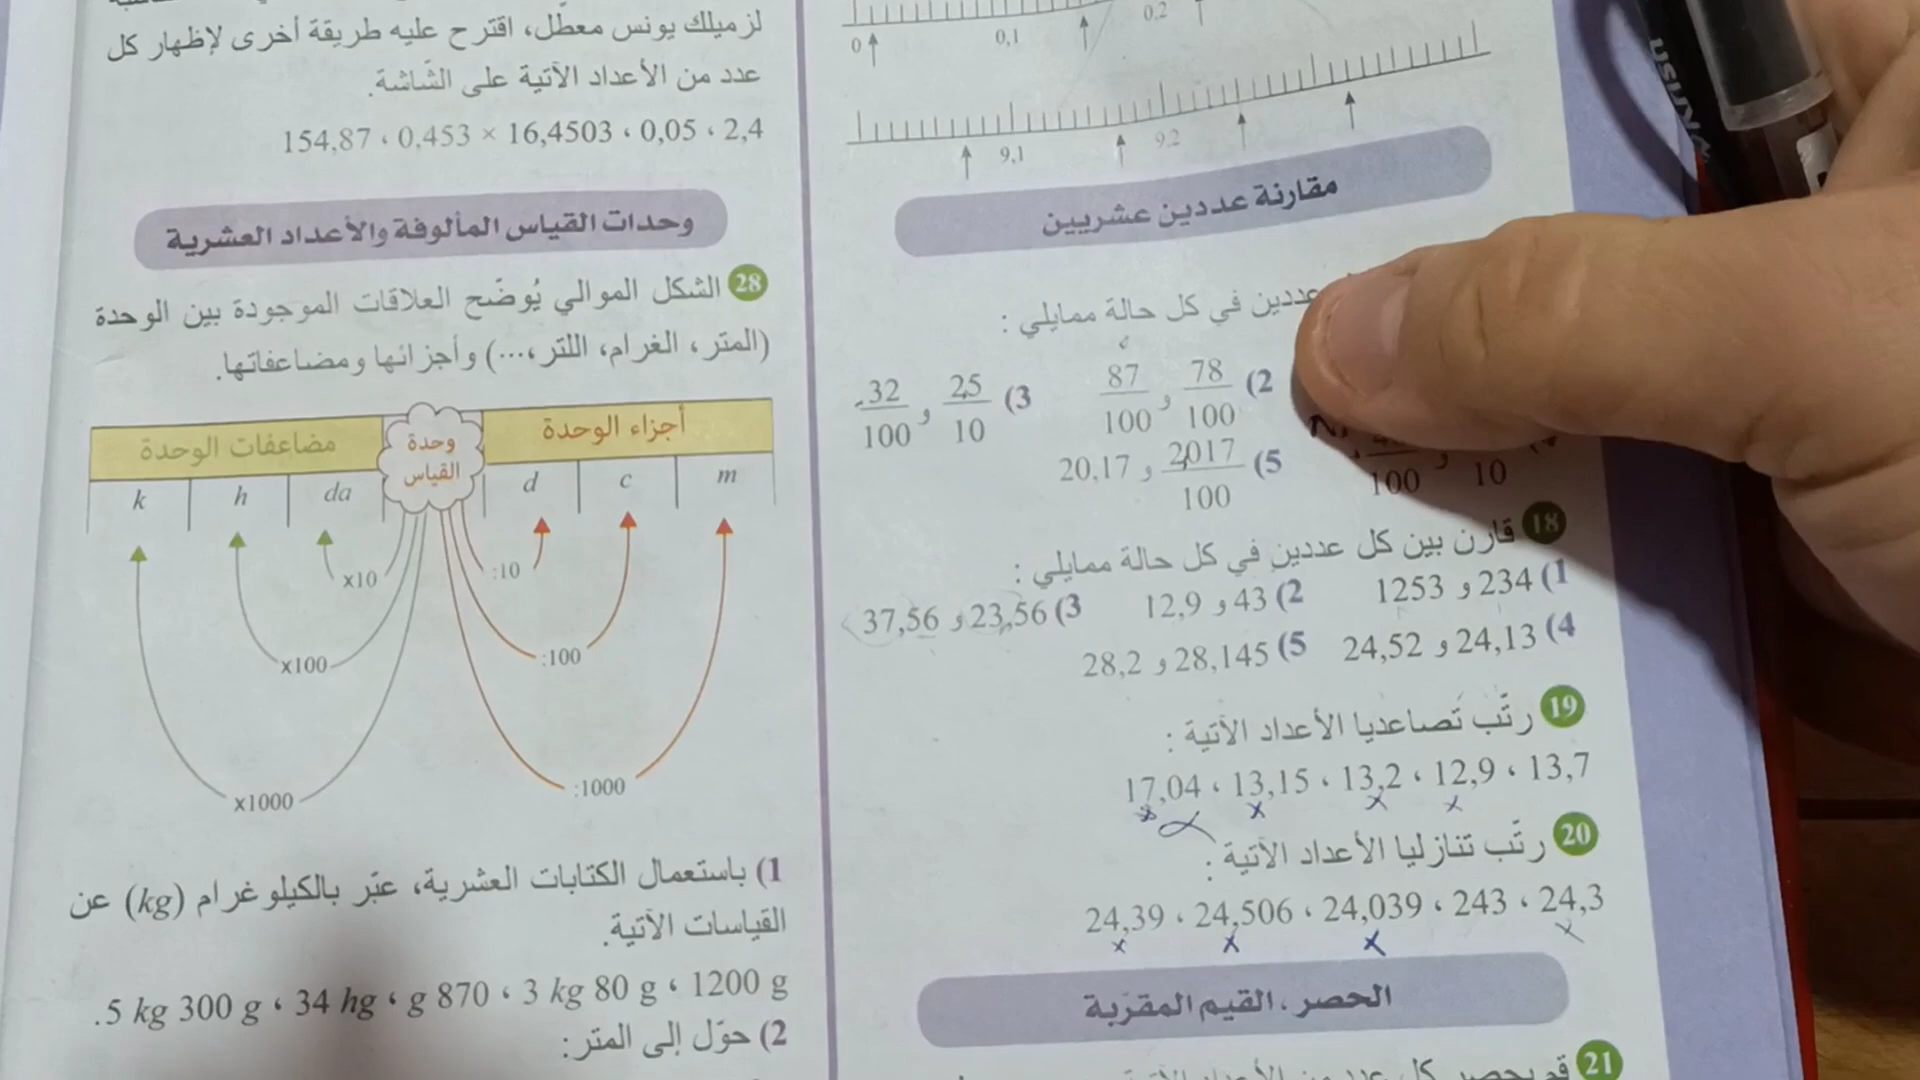 لزميلك يونس معطّل، اقترح عليه طريقة أخرى لإظهار كل
عدد من الأعداد الآتية على الشّاشة.
154,87 ، 0,453 × 16,4503 ، 0,05 ، 2,4
وحدات القياس المألوفة والأعداد العشرية
28 الشكل الموالي يُوضّح العلاقات الموجودة بين الوحدة
(المتر، الغرام، اللتر،...) وأجزائها ومضاعفاتها.
مضاعفات الوحدة
وحدة
القياس
أجزاء الوحدة
k h da d c m
x10 :10
x100 :100
x1000 :1000
1) باستعمال الكتابات العشرية، عبّر بالكيلوغرام (kg) عن
القياسات الآتية.
.5 kg 300 g ، 34 hg ، g 870 ، 3 kg 80 g ، 1200 g
2) حوّل إلى المتر:
0 0,1 0,2
9,1 9,2
مقارنة عددين عشريين
عددين في كل حالة ممايلي :
2) 78/100 و 87/100 3) 25/10 و 32/100
10 و 100 5) 2017/100 و 20,17
18 قارن بين كل عددين في كل حالة ممايلي :
1) 234 و 1253 2) 43 و 12,9 3) 23,56 و 37,56
4) 24,13 و 24,52 5) 28,145 و 28,2
19 رتّب تصاعديا الأعداد الآتية :
17,04 ، 13,15 ، 13,2 ، 12,9 ، 13,7
20 رتّب تنازليا الأعداد الآتية :
24,39 ، 24,506 ، 24,039 ، 243 ، 24,3
الحصر، القيم المقرّبة
21 قم بحصر كل عدد من الأعداد الآتية